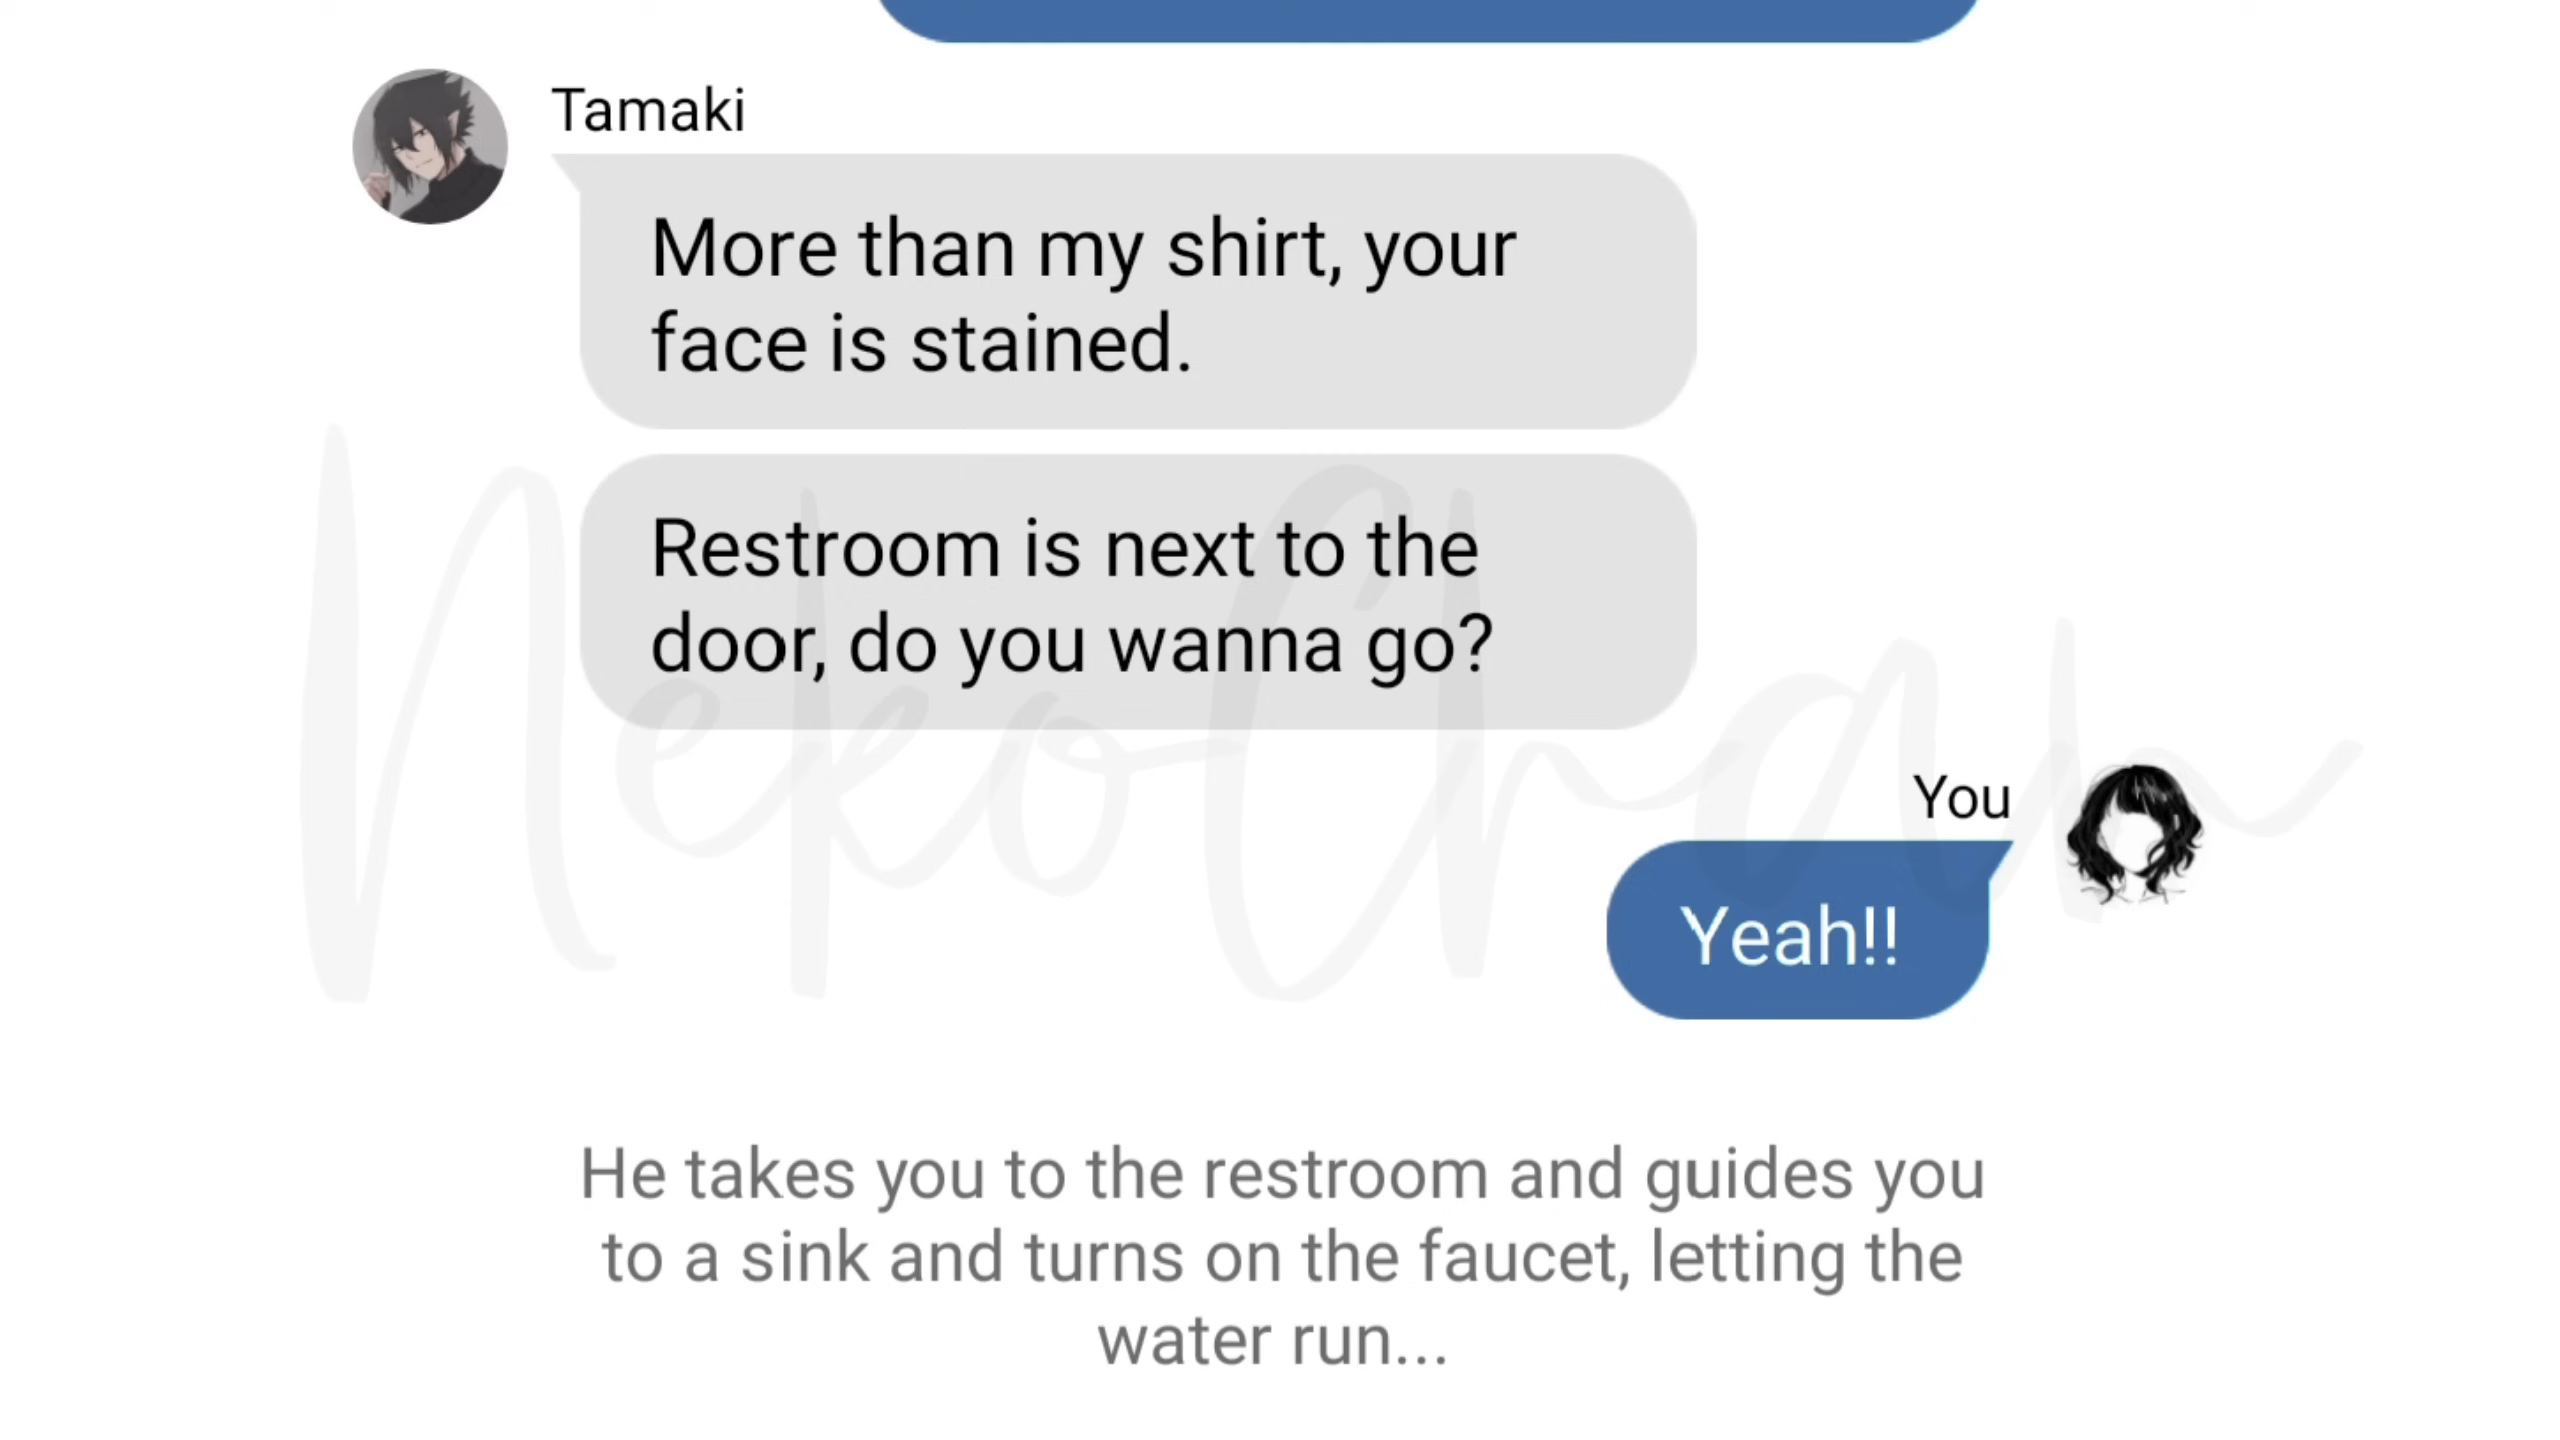 Tamaki
More than my shirt, your
face is stained.
Restroom is next to the
door, do you wanna go?
You
Yeah!!
He takes you to the restroom and guides you
to a sink and turns on the faucet, letting the
water run...
NekoChan